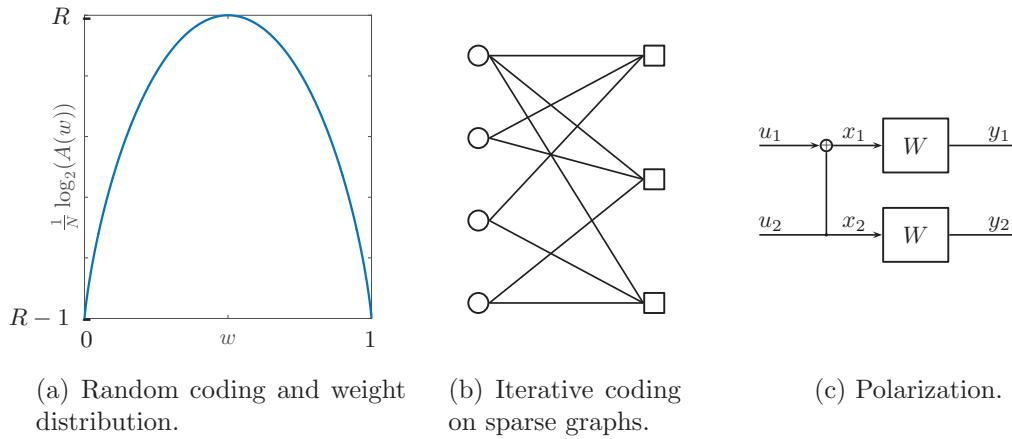 R
R − 1
0
1
w
1/N log₂(A(w))
u₁
x₁
W
y₁
u₂
x₂
W
y₂
(a) Random coding and weight
distribution.
(b) Iterative coding
on sparse graphs.
(c) Polarization.